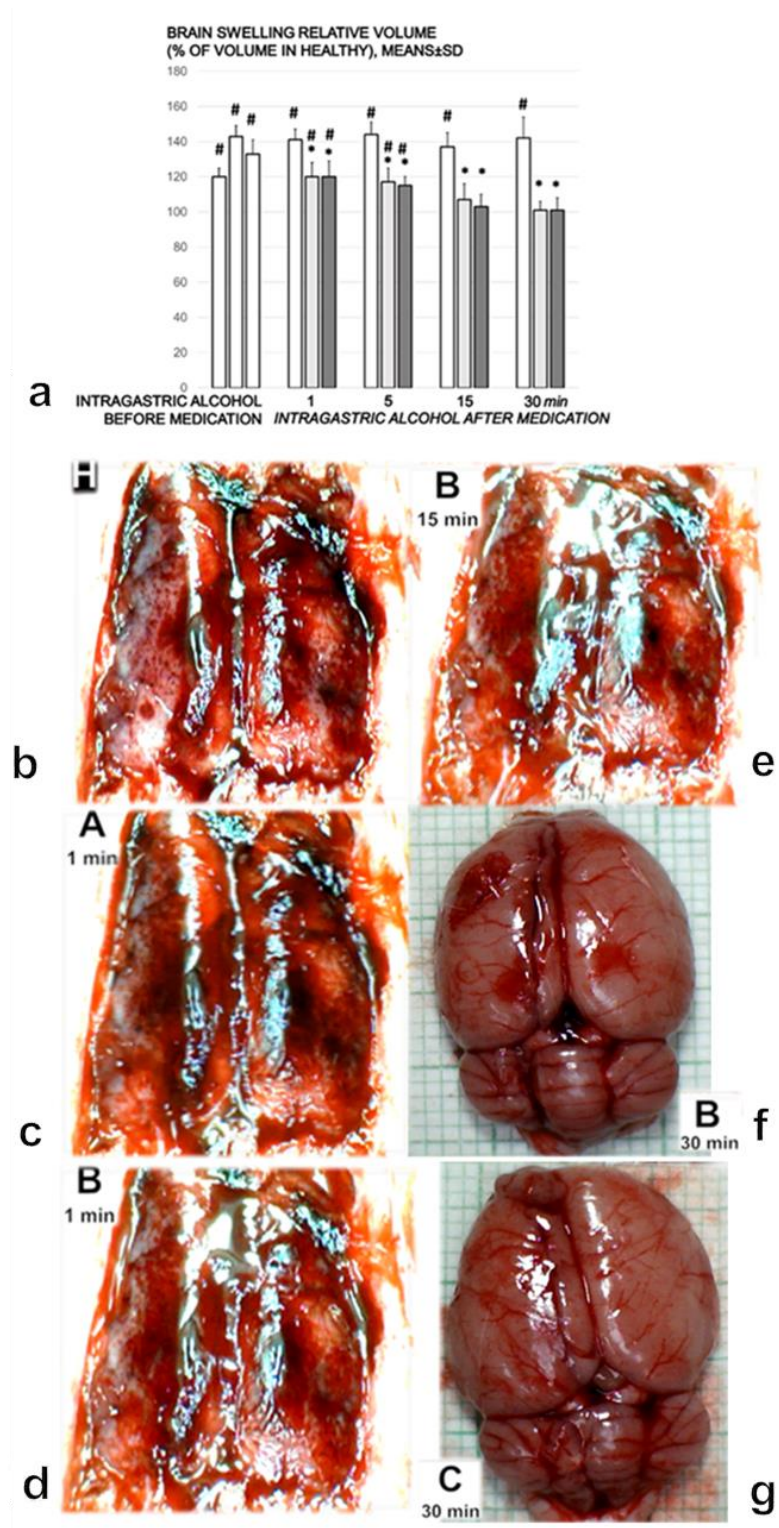 BRAIN SWELLING RELATIVE VOLUME
(% OF VOLUME IN HEALTHY), MEANS±SD
180
160
140
120
100
80
60
40
20
0
# # #
# # * # *
# # * # *
# * *
# * *
a
INTRAGASTRIC ALCOHOL
BEFORE MEDICATION
1 5 15 30 min
INTRAGASTRIC ALCOHOL AFTER MEDICATION
H
b
B
15 min
e
A
1 min
c
B
30 min
f
B
1 min
d
C
30 min
g